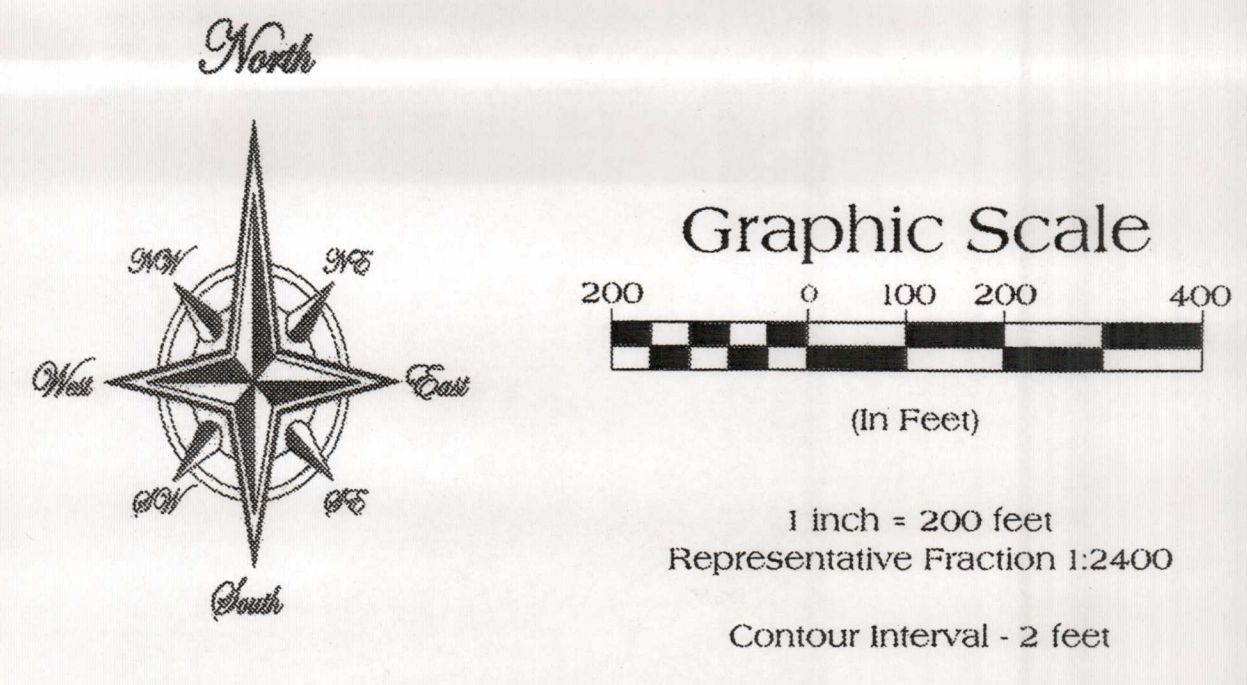 North
NW NE
West East
SW SE
South
Graphic Scale
200 0 100 200 400
(In Feet)
1 inch = 200 feet
Representative Fraction 1:2400
Contour Interval - 2 feet